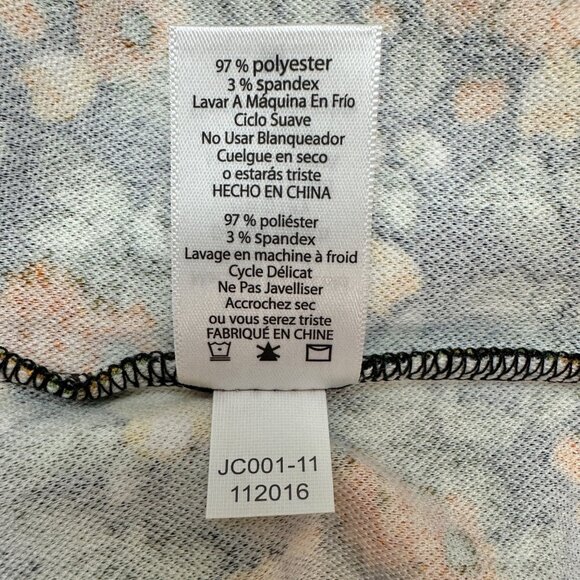 97 % polyester
3 % spandex
Lavar A Máquina En Frío
Ciclo Suave
No Usar Blanqueador
Cuelgue en seco
o estarás triste
HECHO EN CHINA
97 % poliéster
3 % Spandex
Lavage en machine à froid
Cycle Délicat
Ne Pas Javelliser
Accrochez sec
ou vous serez triste
FABRIQUÉ EN CHINE
JC001-11
112016